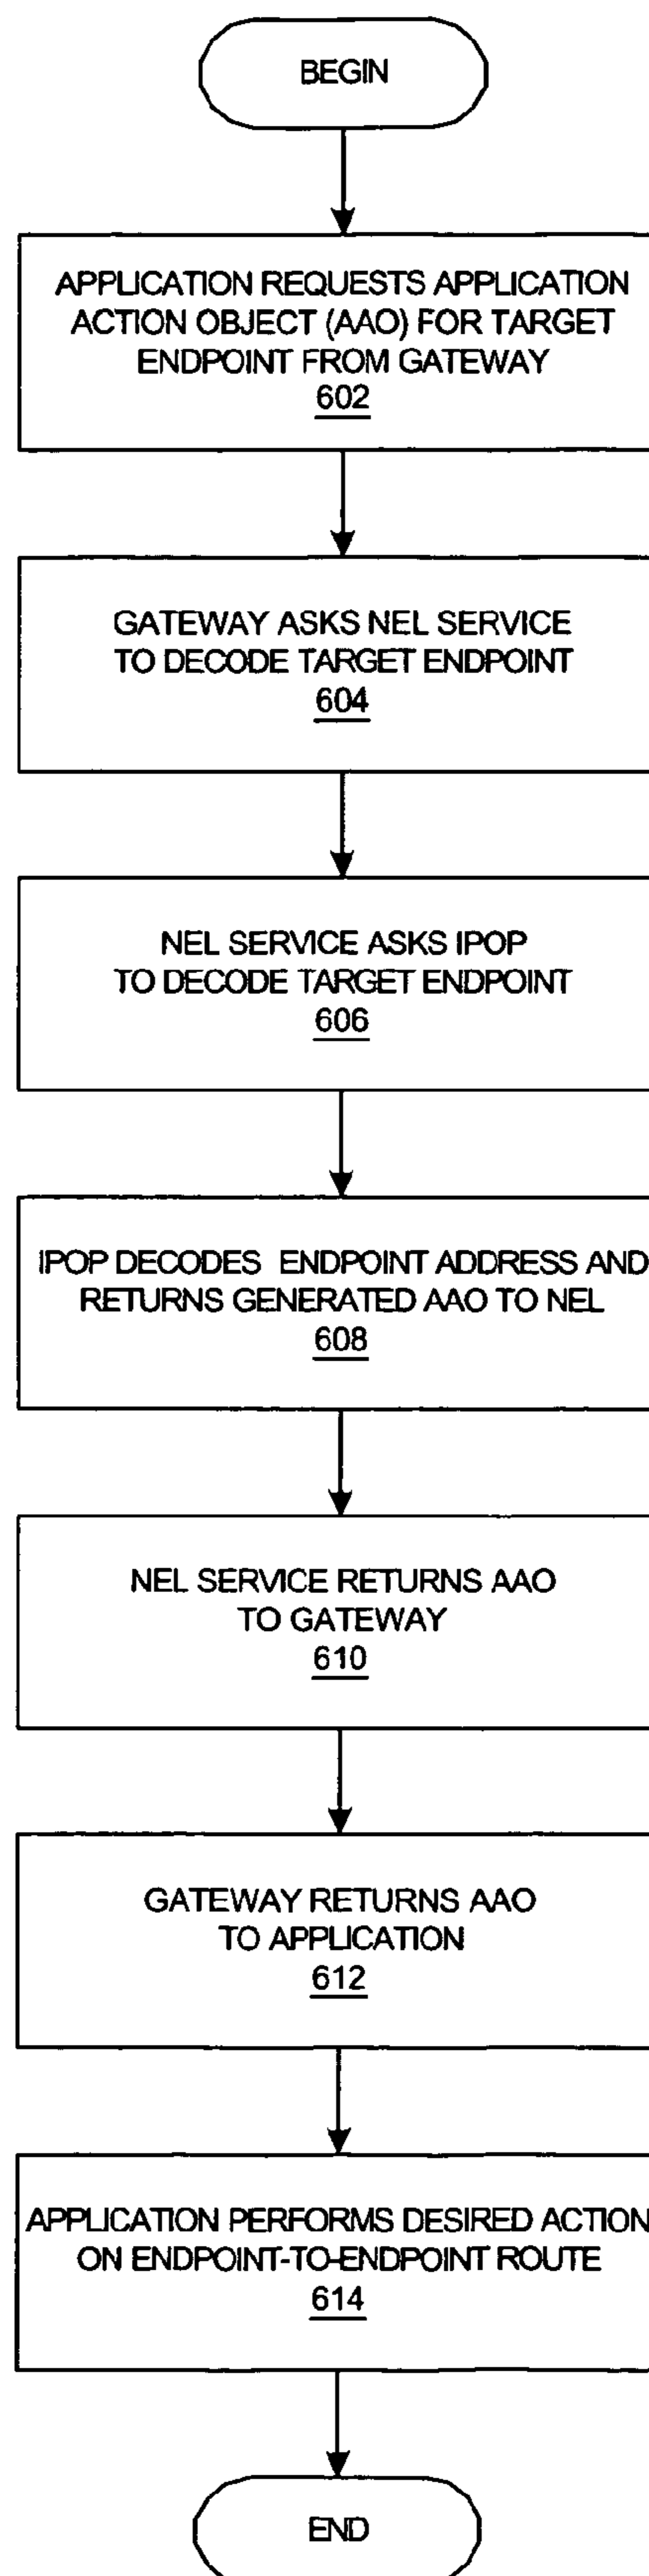 BEGIN
APPLICATION REQUESTS APPLICATION
ACTION OBJECT (AAO) FOR TARGET
ENDPOINT FROM GATEWAY
602
GATEWAY ASKS NEL SERVICE
TO DECODE TARGET ENDPOINT
604
NEL SERVICE ASKS IPOP
TO DECODE TARGET ENDPOINT
606
IPOP DECODES ENDPOINT ADDRESS AND
RETURNS GENERATED AAO TO NEL
608
NEL SERVICE RETURNS AAO
TO GATEWAY
610
GATEWAY RETURNS AAO
TO APPLICATION
612
APPLICATION PERFORMS DESIRED ACTION
ON ENDPOINT-TO-ENDPOINT ROUTE
614
END